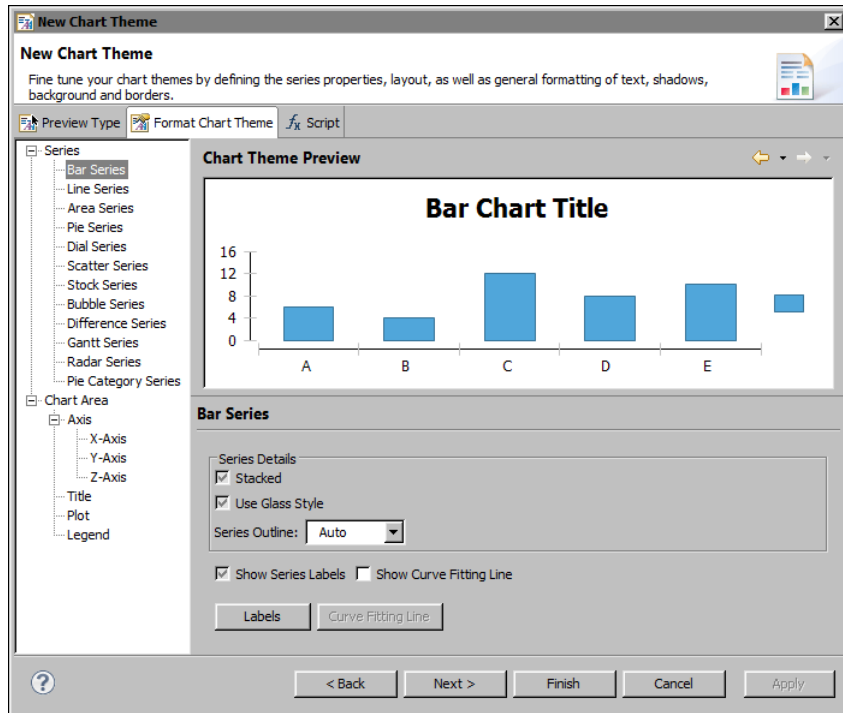 New Chart Theme
New Chart Theme
Fine tune your chart themes by defining the series properties, layout, as well as general formatting of text, shadows,
background and borders.
Preview Type Format Chart Theme fx Script
Series
Bar Series
Line Series
Area Series
Pie Series
Dial Series
Scatter Series
Stock Series
Bubble Series
Difference Series
Gantt Series
Radar Series
Pie Category Series
Chart Area
Axis
X-Axis
Y-Axis
Z-Axis
Title
Plot
Legend
Chart Theme Preview
Bar Chart Title
16
12
8
4
0
A B C D E
Bar Series
Series Details
Stacked
Use Glass Style
Series Outline: Auto
Show Series Labels Show Curve Fitting Line
Labels Curve Fitting Line
? < Back Next > Finish Cancel Apply